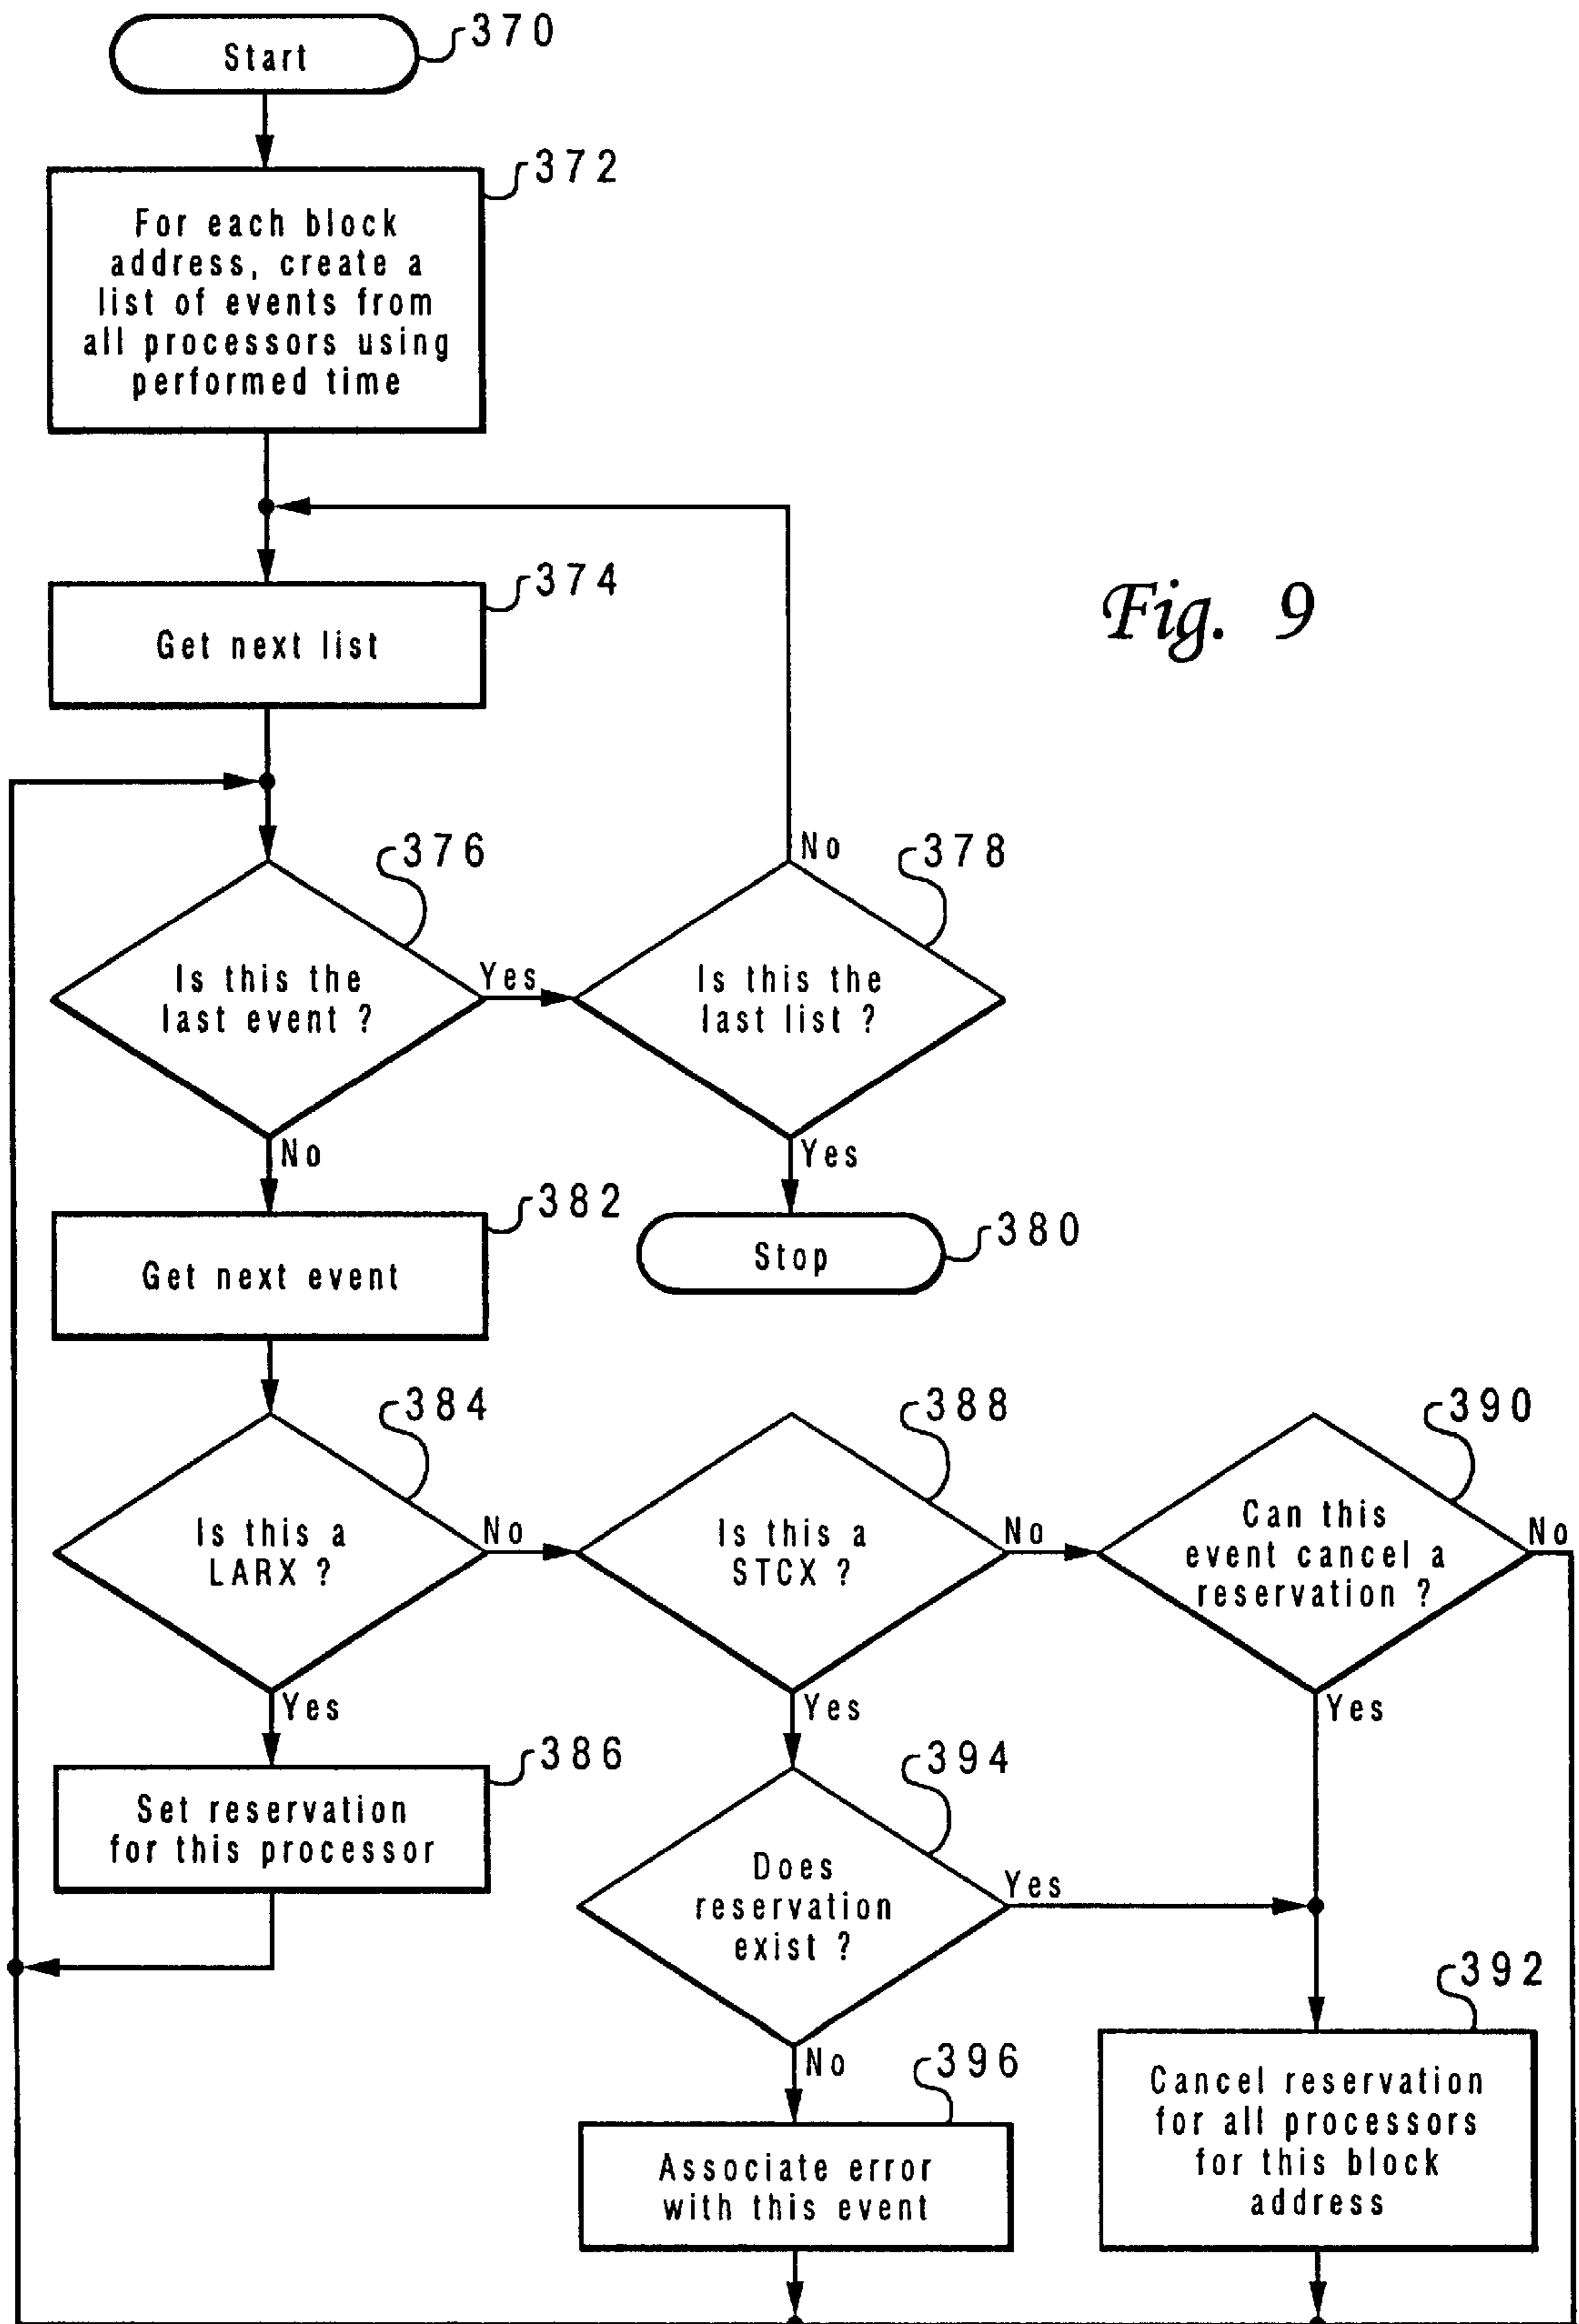 Start
370
372
For each block
address, create a
list of events from
all processors using
performed time
374
Get next list
Fig. 9
376
Is this the
last event ?
Yes
No
378
Is this the
last list ?
No
Yes
382
Get next event
Stop
380
384
Is this a
LARX ?
No
Yes
388
Is this a
STCX ?
No
Yes
390
Can this
event cancel a
reservation ?
No
Yes
386
Set reservation
for this processor
394
Does
reservation
exist ?
Yes
No
392
Cancel reservation
for all processors
for this block
address
396
Associate error
with this event